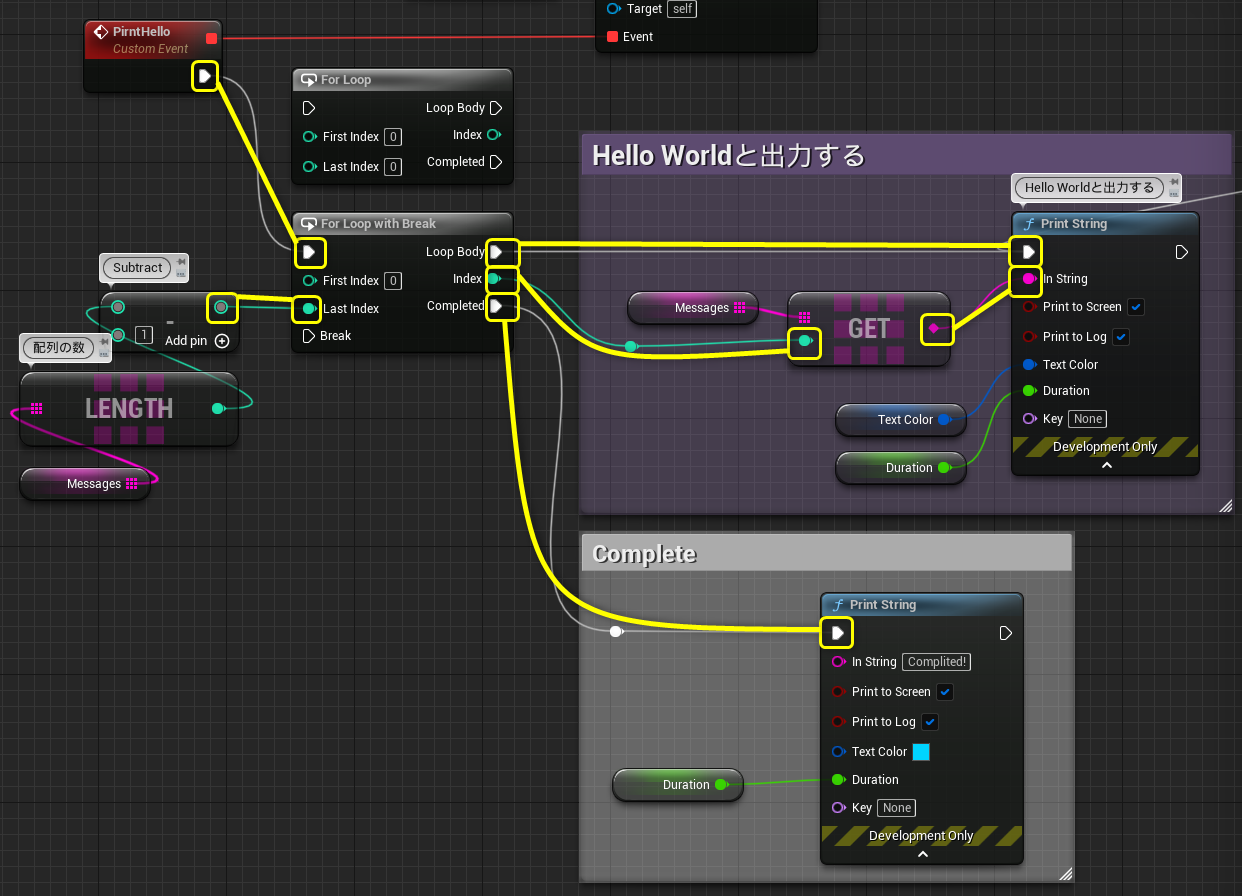 Target self
Event
PirntHello
Custom Event
For Loop
Loop Body
First Index 0
Index
Last Index 0
Completed
For Loop with Break
Loop Body
First Index 0
Index
Last Index
Completed
Break
Subtract
-
1
Add pin
配列の数
LENGTH
Messages
Hello Worldと出力する
Hello Worldと出力する
Messages
GET
Text Color
Duration
Print String
In String
Print to Screen
Print to Log
Text Color
Duration
Key None
Development Only
Complete
Print String
In String Complited!
Print to Screen
Print to Log
Text Color
Duration
Duration
Key None
Development Only